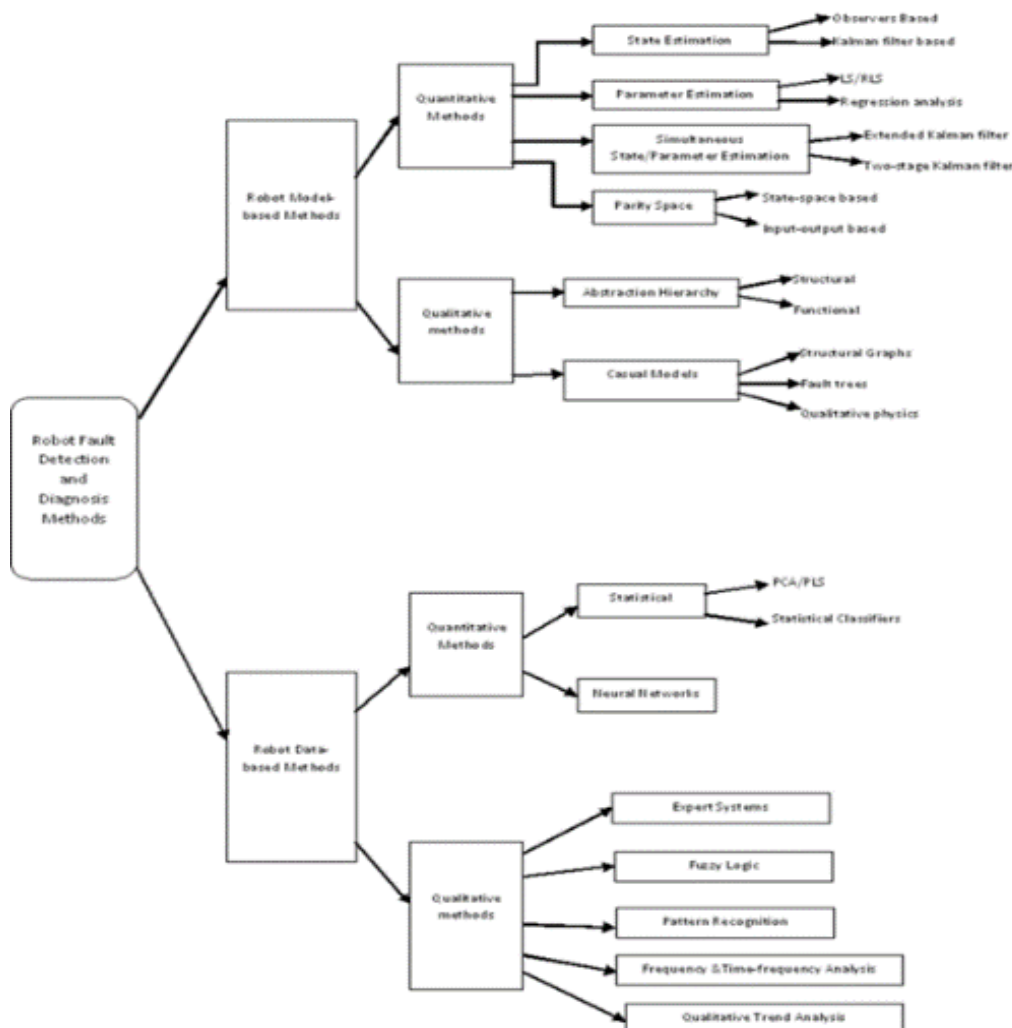 Robot Fault
Detection
and
Diagnosis
Methods
Robot Model-
based Methods
Quantitative
Methods
State Estimation
Observers Based
Kalman filter based
Parameter Estimation
LS/RLS
Regression analysis
Simultaneous
State/Parameter Estimation
Extended Kalman filter
Two-stage Kalman filter
Parity Space
State-space based
Input-output based
Qualitative
methods
Abstraction Hierarchy
Structural
Functional
Casual Models
Structural Graphs
Fault trees
Qualitative physics
Robot Data-
based Methods
Quantitative
Methods
Statistical
PCA/PLS
Statistical Classifiers
Neural Networks
Qualitative
methods
Expert Systems
Fuzzy Logic
Pattern Recognition
Frequency &Time-frequency Analysis
Qualitative Trend Analysis